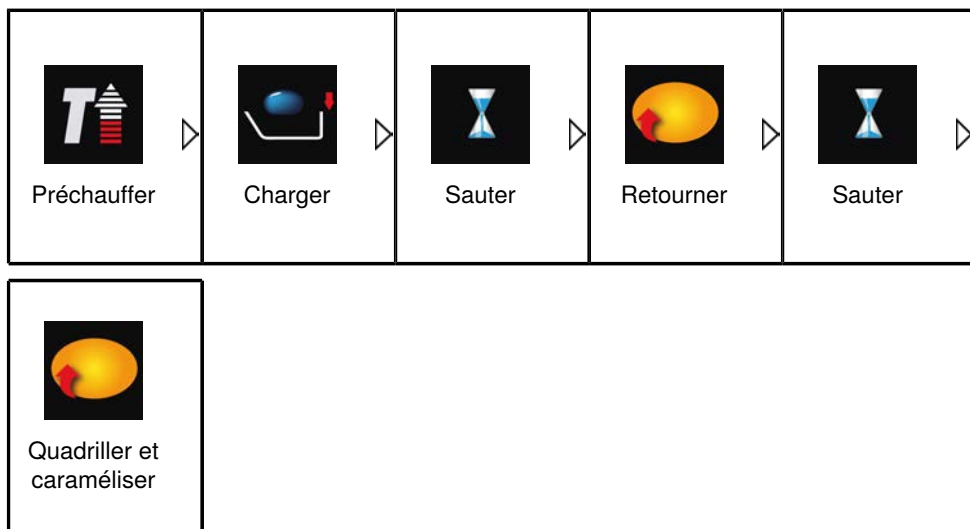 Préchauffer
Charger
Sauter
Retourner
Sauter
Quadriller et
caraméliser